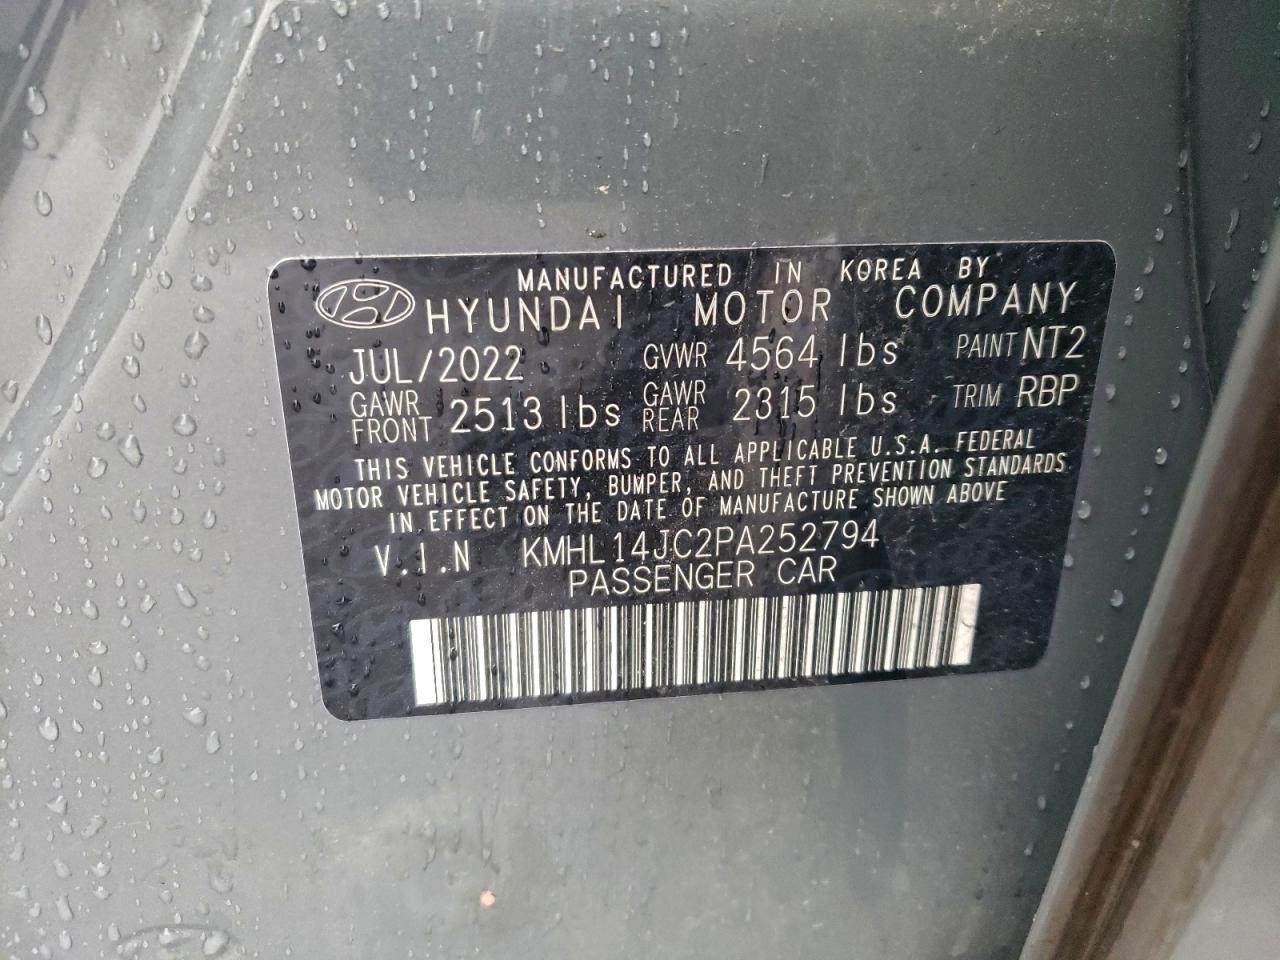 MANUFACTURED IN KOREA BY
HYUNDAI MOTOR COMPANY
JUL/2022 GVWR 4564 lbs PAINT NT2
GAWR FRONT 2513 lbs GAWR REAR 2315 lbs TRIM RBP
THIS VEHICLE CONFORMS TO ALL APPLICABLE U.S.A. FEDERAL
MOTOR VEHICLE SAFETY, BUMPER, AND THEFT PREVENTION STANDARDS
IN EFFECT ON THE DATE OF MANUFACTURE SHOWN ABOVE
V.I.N KMHL14JC2PA252794
PASSENGER CAR